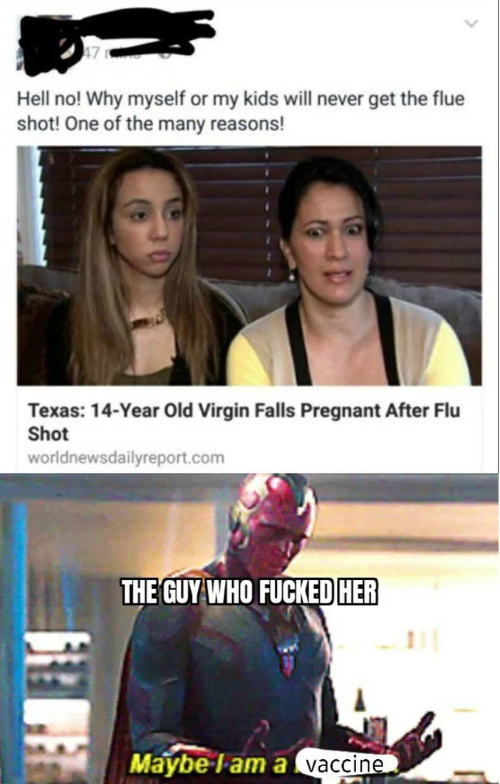 Hell no! Why myself or my kids will never get the flue
shot! One of the many reasons!
Texas: 14-Year Old Virgin Falls Pregnant After Flu
Shot
worldnewsdailyreport.com
THE GUY WHO FUCKED HER
Maybe I am a vaccine